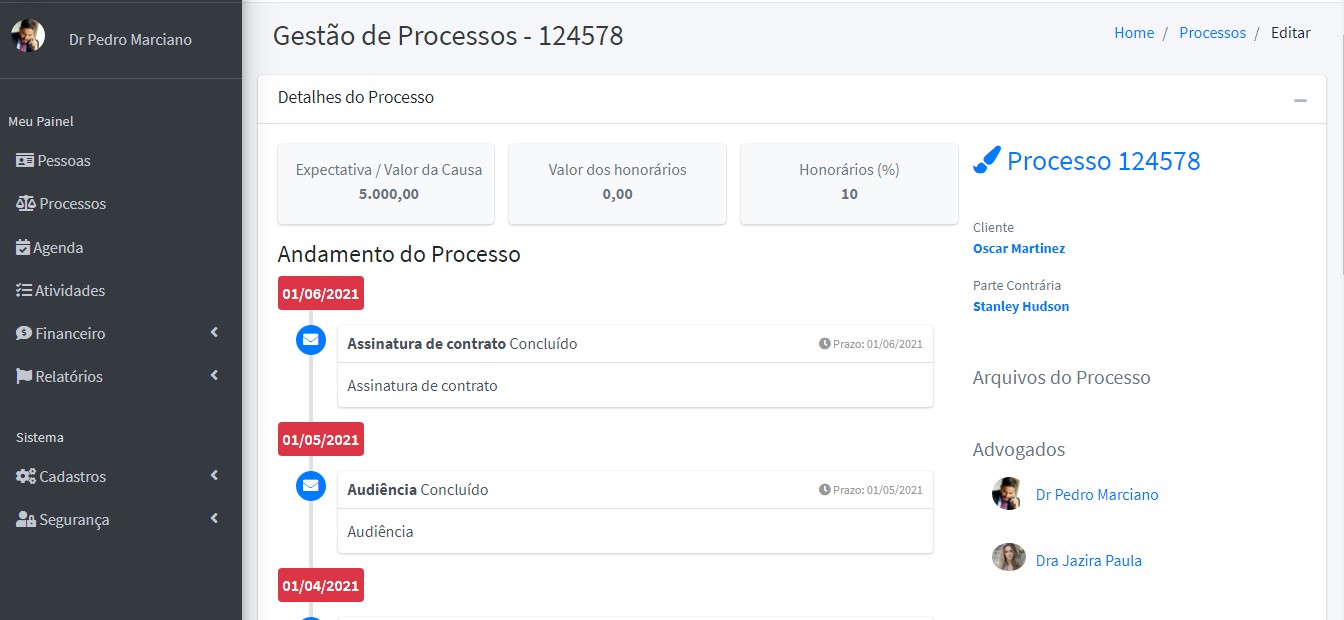 Dr Pedro Marciano
Meu Painel
Pessoas
Processos
Agenda
Atividades
Financeiro
Relatórios
Sistema
Cadastros
Segurança
Gestão de Processos - 124578
Home / Processos / Editar
Detalhes do Processo
Expectativa / Valor da Causa
5.000,00
Valor dos honorários
0,00
Honorários (%)
10
Andamento do Processo
01/06/2021
Assinatura de contrato Concluído
Prazo: 01/06/2021
Assinatura de contrato
01/05/2021
Audiência Concluído
Prazo: 01/05/2021
Audiência
01/04/2021
Processo 124578
Cliente
Oscar Martinez
Parte Contrária
Stanley Hudson
Arquivos do Processo
Advogados
Dr Pedro Marciano
Dra Jazira Paula